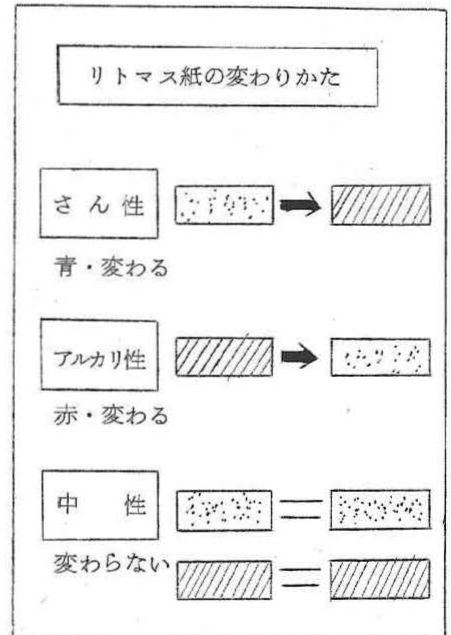 リトマス紙の変わりかた
さん性
青・変わる
アルカリ性
赤・変わる
中性
変わらない